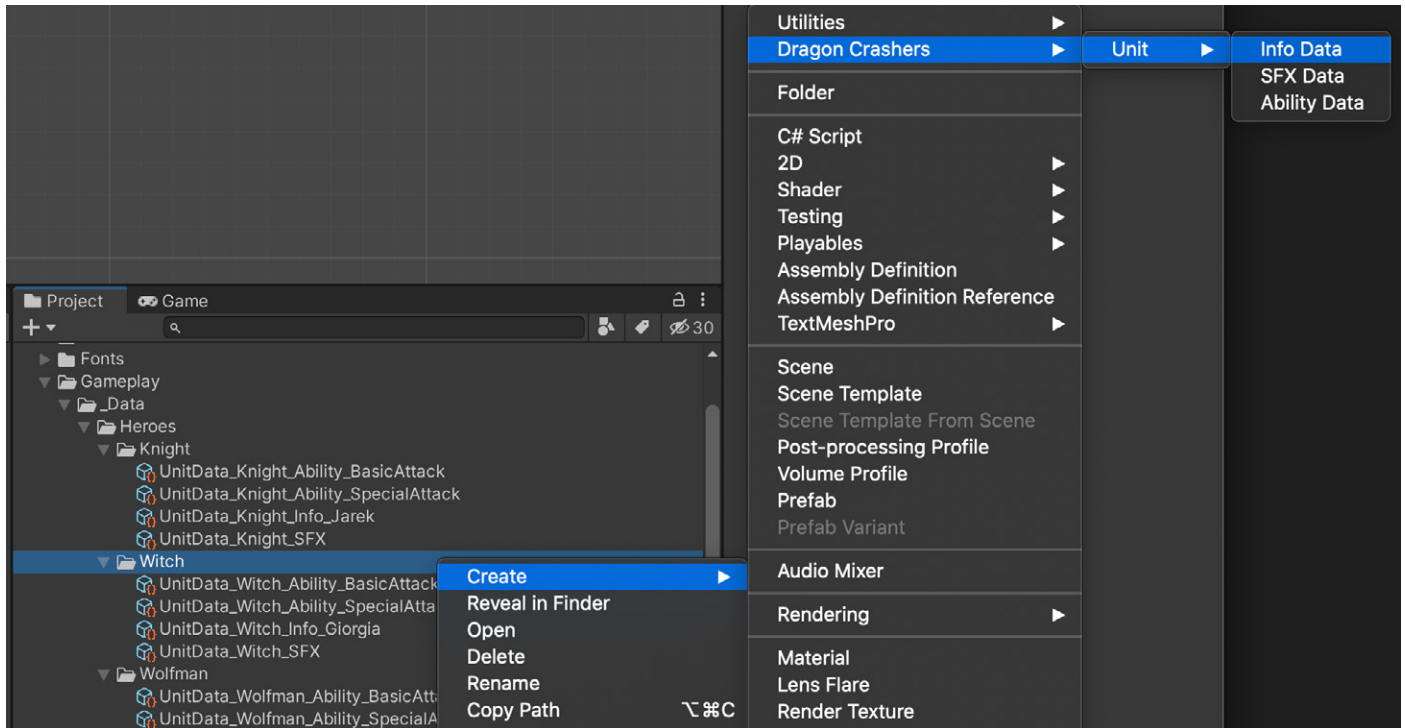 Project
Game
30
Fonts
Gameplay
_Data
Heroes
Knight
UnitData_Knight_Ability_BasicAttack
UnitData_Knight_Ability_SpecialAttack
UnitData_Knight_Info_Jarek
UnitData_Knight_SFX
Witch
UnitData_Witch_Ability_BasicAttack
UnitData_Witch_Ability_SpecialAtta
UnitData_Witch_Info_Giorgia
UnitData_Witch_SFX
Wolfman
UnitData_Wolfman_Ability_BasicAtt
UnitData_Wolfman_Ability_SpecialA
Create
Reveal in Finder
Open
Delete
Rename
Copy Path ⌥⌘C
Utilities
Dragon Crashers
Folder
C# Script
2D
Shader
Testing
Playables
Assembly Definition
Assembly Definition Reference
TextMeshPro
Scene
Scene Template
Scene Template From Scene
Post-processing Profile
Volume Profile
Prefab
Prefab Variant
Audio Mixer
Rendering
Material
Lens Flare
Render Texture
Unit
Info Data
SFX Data
Ability Data